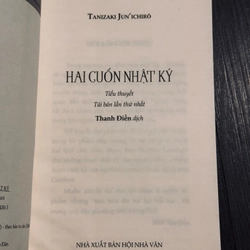 TANIZAKI JUN'ICHIRÔ
HAI CUỐN NHẬT KÝ
Tiểu thuyết
Tái bản lần thứ nhất
Thanh Điền dịch
NHÀ XUẤT BẢN HỘI NHÀ VĂN